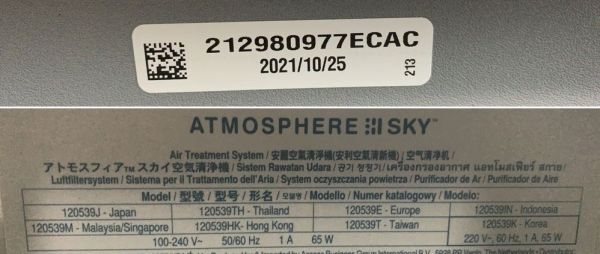 212980977ECAC
2021/10/25
213
ATMOSPHERE SKY™
Air Treatment System / 安麗空氣清淨機(安利空氣清新機) / 空气清净机 /
アトモスフィア™スカイ空気清浄機 / Sistem Rawatan Udara / 공기 청정기 / เครื่องกรองอากาศ แอทโมสเฟียร์ สกาย /
Luftfiltersystem / Sistema per il Trattamento dell'Aria / System oczyszczania powietrza / Purificador de Ar / Purificador de Aire
Model / 型號 / 型号 / 形名 / 모델명 / Modello / Numer katalogowy / Modelo:
120539J - Japan 120539TH - Thailand 120539E - Europe 120539IN - Indonesia
120539M - Malaysia/Singapore 120539HK- Hong Kong 120539T - Taiwan 120539K - Korea
100-240 V~ 50/60 Hz 1 A 65 W 220 V~, 60 Hz, 1 A, 65 W